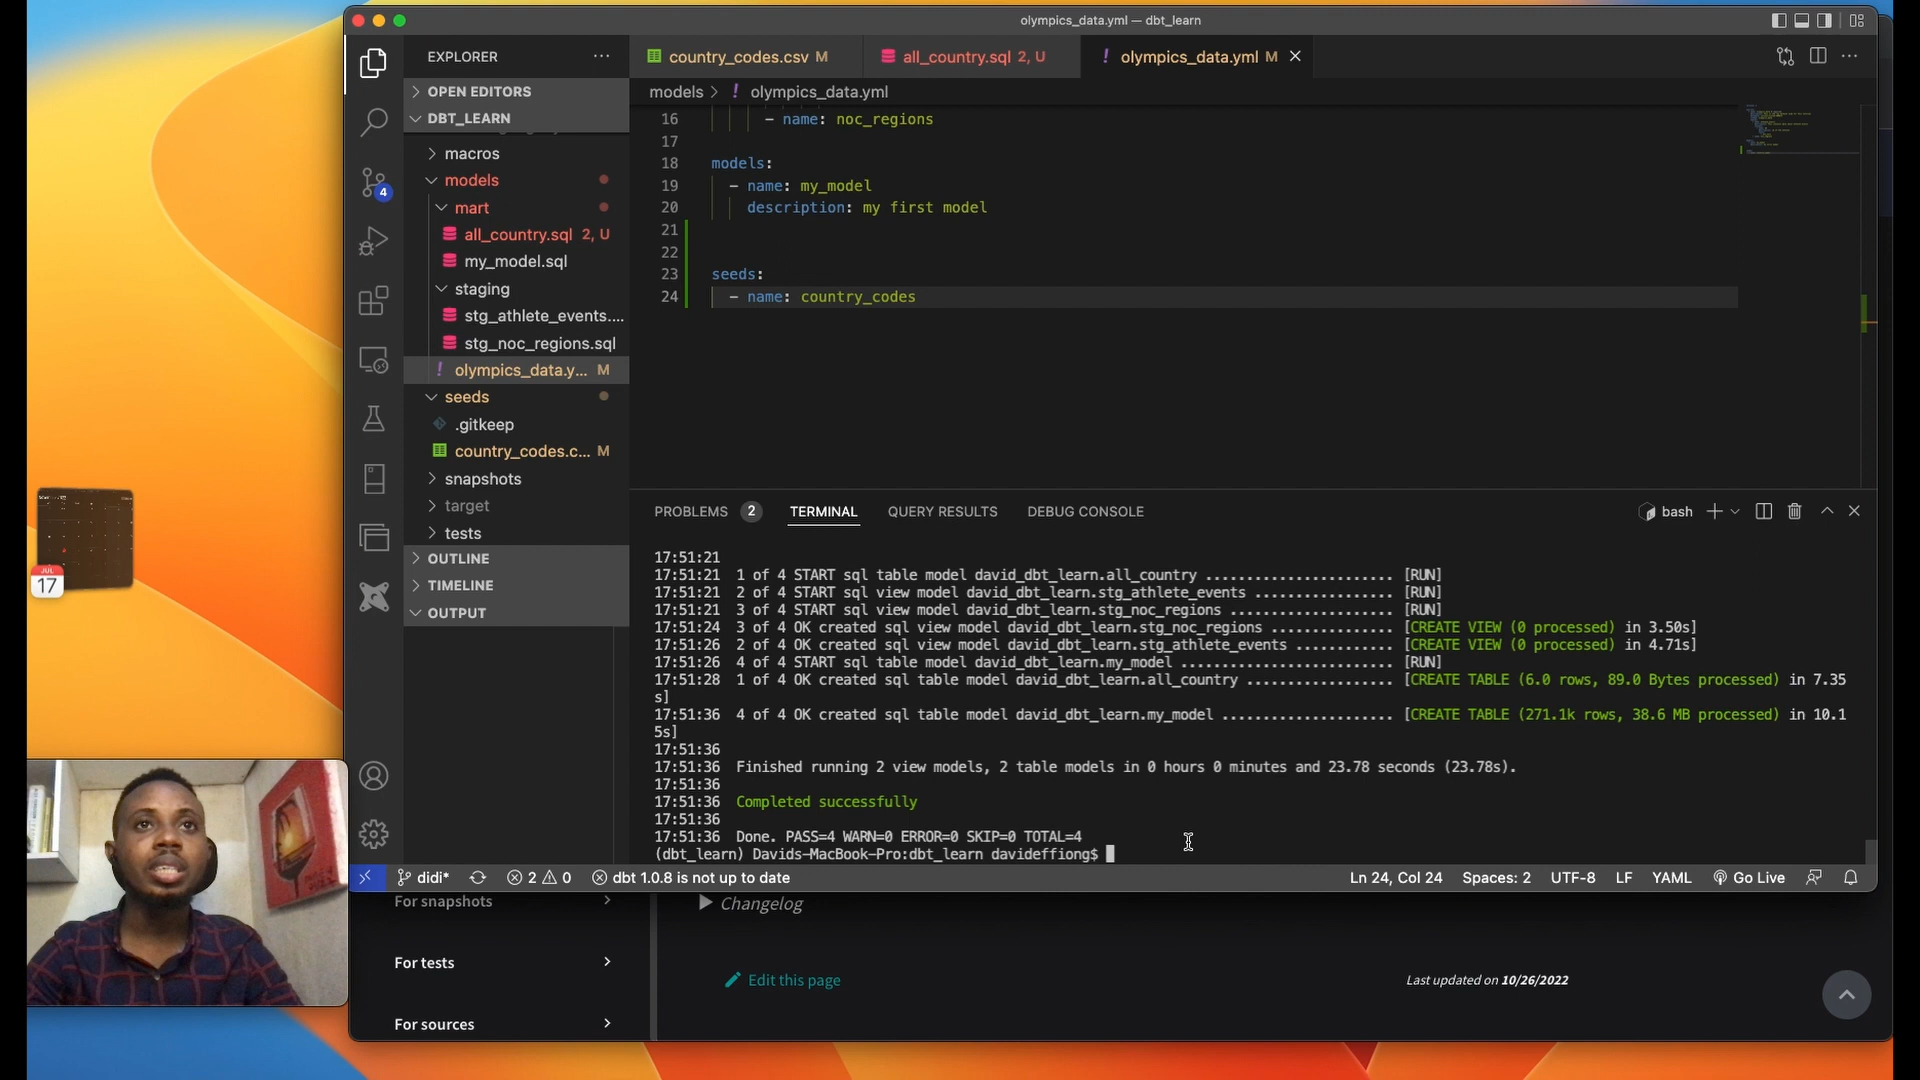 olympics_data.yml — dbt_learn
EXPLORER
country_codes.csv M
all_country.sql 2, U
! olympics_data.yml M
OPEN EDITORS
models > ! olympics_data.yml
DBT_LEARN
macros
models
mart
all_country.sql 2, U
my_model.sql
staging
stg_athlete_events....
stg_noc_regions.sql
! olympics_data.y... M
seeds
.gitkeep
country_codes.c... M
snapshots
target
tests
OUTLINE
TIMELINE
OUTPUT
4
16 - name: noc_regions
17
18 models:
19 - name: my_model
20 description: my first model
21
22
23 seeds:
24 - name: country_codes
PROBLEMS 2 TERMINAL QUERY RESULTS DEBUG CONSOLE
bash
17:51:21
17:51:21 1 of 4 START sql table model david_dbt_learn.all_country ....................... [RUN]
17:51:21 2 of 4 START sql view model david_dbt_learn.stg_athlete_events ................. [RUN]
17:51:21 3 of 4 START sql view model david_dbt_learn.stg_noc_regions .................... [RUN]
17:51:24 3 of 4 OK created sql view model david_dbt_learn.stg_noc_regions ............... [CREATE VIEW (0 processed) in 3.50s]
17:51:26 2 of 4 OK created sql view model david_dbt_learn.stg_athlete_events ............ [CREATE VIEW (0 processed) in 4.71s]
17:51:26 4 of 4 START sql table model david_dbt_learn.my_model .......................... [RUN]
17:51:28 1 of 4 OK created sql table model david_dbt_learn.all_country .................. [CREATE TABLE (6.0 rows, 89.0 Bytes processed) in 7.35
s]
17:51:36 4 of 4 OK created sql table model david_dbt_learn.my_model ..................... [CREATE TABLE (271.1k rows, 38.6 MB processed) in 10.1
5s]
17:51:36
17:51:36 Finished running 2 view models, 2 table models in 0 hours 0 minutes and 23.78 seconds (23.78s).
17:51:36
17:51:36 Completed successfully
17:51:36
17:51:36 Done. PASS=4 WARN=0 ERROR=0 SKIP=0 TOTAL=4
(dbt_learn) Davids-MacBook-Pro:dbt_learn davideffiong$
didi* 2 0 dbt 1.0.8 is not up to date
Ln 24, Col 24 Spaces: 2 UTF-8 LF YAML Go Live
JUL
17
For snapshots
For tests
For sources
Changelog
Edit this page
Last updated on 10/26/2022